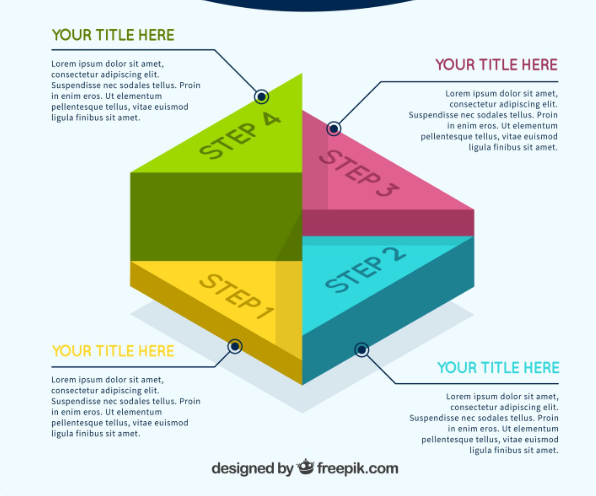 YOUR TITLE HERE
Lorem ipsum dolor sit amet,
consectetur adipiscing elit.
Suspendisse nec sodales tellus. Proin
in enim eros. Ut elementum
pellentesque tellus, vitae euismod
ligula finibus sit amet.
YOUR TITLE HERE
Lorem ipsum dolor sit amet,
consectetur adipiscing elit.
Suspendisse nec sodales tellus. Proin
in enim eros. Ut elementum
pellentesque tellus, vitae euismod
ligula finibus sit amet.
STEP 4
STEP 3
STEP 1
STEP 2
YOUR TITLE HERE
Lorem ipsum dolor sit amet,
consectetur adipiscing elit.
Suspendisse nec sodales tellus. Proin
in enim eros. Ut elementum
pellentesque tellus, vitae euismod
ligula finibus sit amet.
YOUR TITLE HERE
Lorem ipsum dolor sit amet,
consectetur adipiscing elit.
Suspendisse nec sodales tellus. Proin
in enim eros. Ut elementum
pellentesque tellus, vitae euismod
ligula finibus sit amet.
designed by freepik.com